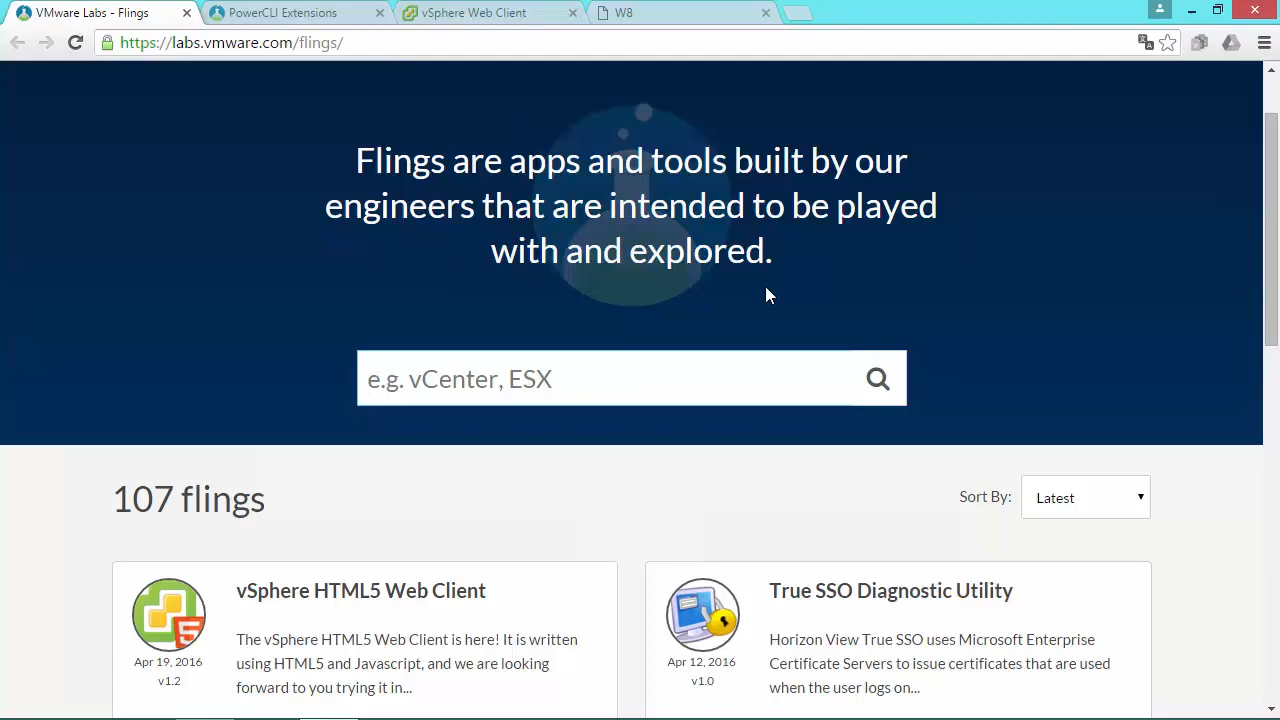 VMware Labs - Flings
PowerCLI Extensions
vSphere Web Client
W8
https://labs.vmware.com/flings/
Flings are apps and tools built by our
engineers that are intended to be played
with and explored.
e.g. vCenter, ESX
107 flings
Sort By:
Latest
vSphere HTML5 Web Client
The vSphere HTML5 Web Client is here! It is written
using HTML5 and Javascript, and we are looking
forward to you trying it in...
Apr 19, 2016
v1.2
True SSO Diagnostic Utility
Horizon View True SSO uses Microsoft Enterprise
Certificate Servers to issue certificates that are used
when the user logs on...
Apr 12, 2016
v1.0